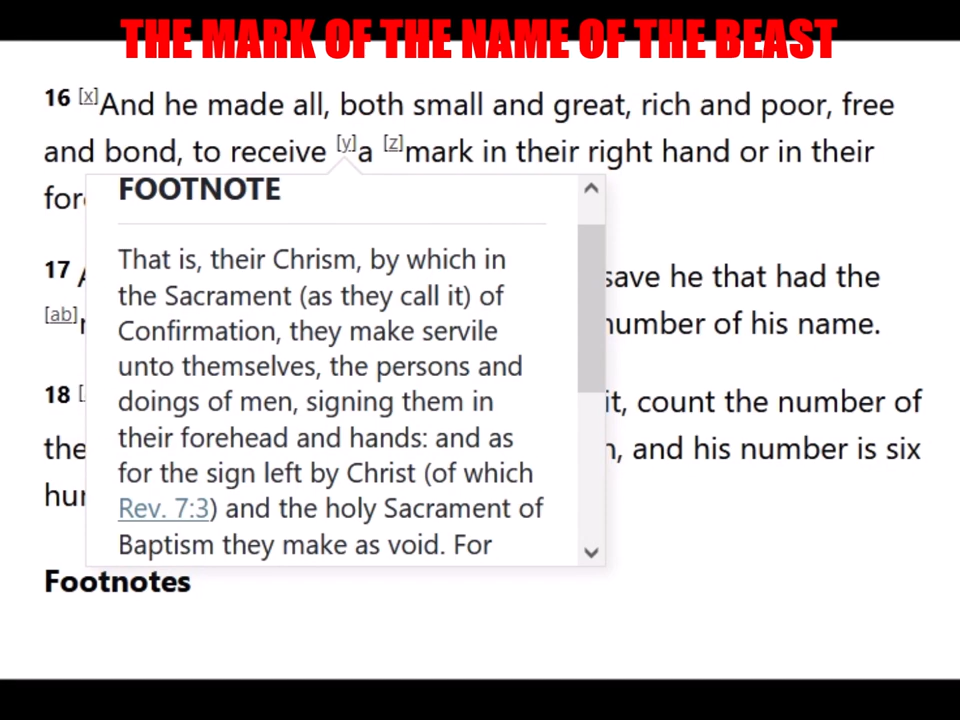 THE MARK OF THE NAME OF THE BEAST
16 [x]And he made all, both small and great, rich and poor, free
and bond, to receive [y]a [z]mark in their right hand or in their
for
FOOTNOTE
That is, their Chrism, by which in
the Sacrament (as they call it) of
Confirmation, they make servile
unto themselves, the persons and
doings of men, signing them in
their forehead and hands: and as
for the sign left by Christ (of which
Rev. 7:3) and the holy Sacrament of
Baptism they make as void. For
17 save he that had the
[ab] number of his name.
18 it, count the number of
the and his number is six
hun
Footnotes